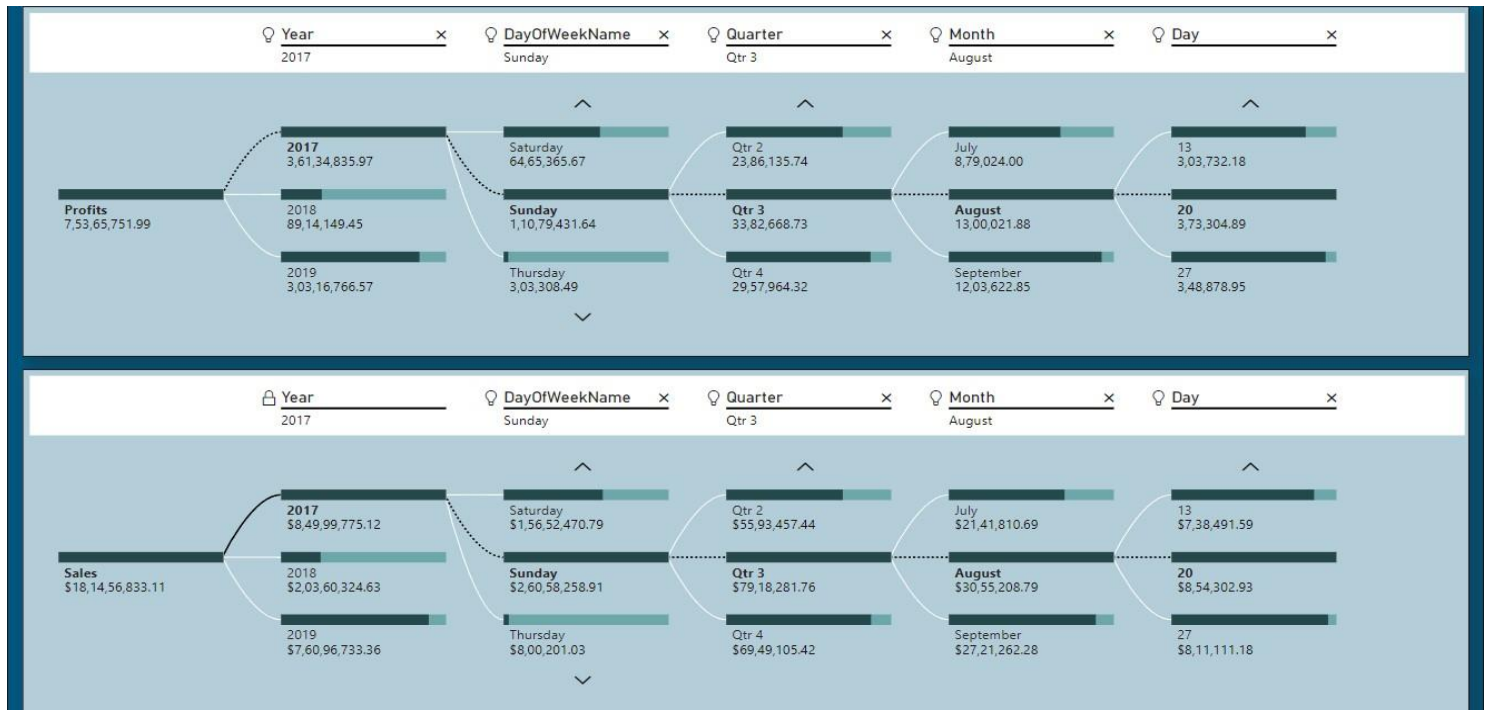 Year × DayOfWeekName × Quarter × Month × Day ×
2017 Sunday Qtr 3 August
2017 Saturday Qtr 2 July 13
3,61,34,835.97 64,65,365.67 23,86,135.74 8,79,024.00 3,03,732.18
Profits 2018 Sunday Qtr 3 August 20
7,53,65,751.99 89,14,149.45 1,10,79,431.64 33,82,668.73 13,00,021.88 3,73,304.89
2019 Thursday Qtr 4 September 27
3,03,16,766.57 3,03,308.49 29,57,964.32 12,03,622.85 3,48,878.95
Year DayOfWeekName × Quarter × Month × Day ×
2017 Sunday Qtr 3 August
2017 Saturday Qtr 2 July 13
$8,49,99,775.12 $1,56,52,470.79 $55,93,457.44 $21,41,810.69 $7,38,491.59
Sales 2018 Sunday Qtr 3 August 20
$18,14,56,833.11 $2,03,60,324.63 $2,60,58,258.91 $79,18,281.76 $30,55,208.79 $8,54,302.93
2019 Thursday Qtr 4 September 27
$7,60,96,733.36 $8,00,201.03 $69,49,105.42 $27,21,262.28 $8,11,111.18